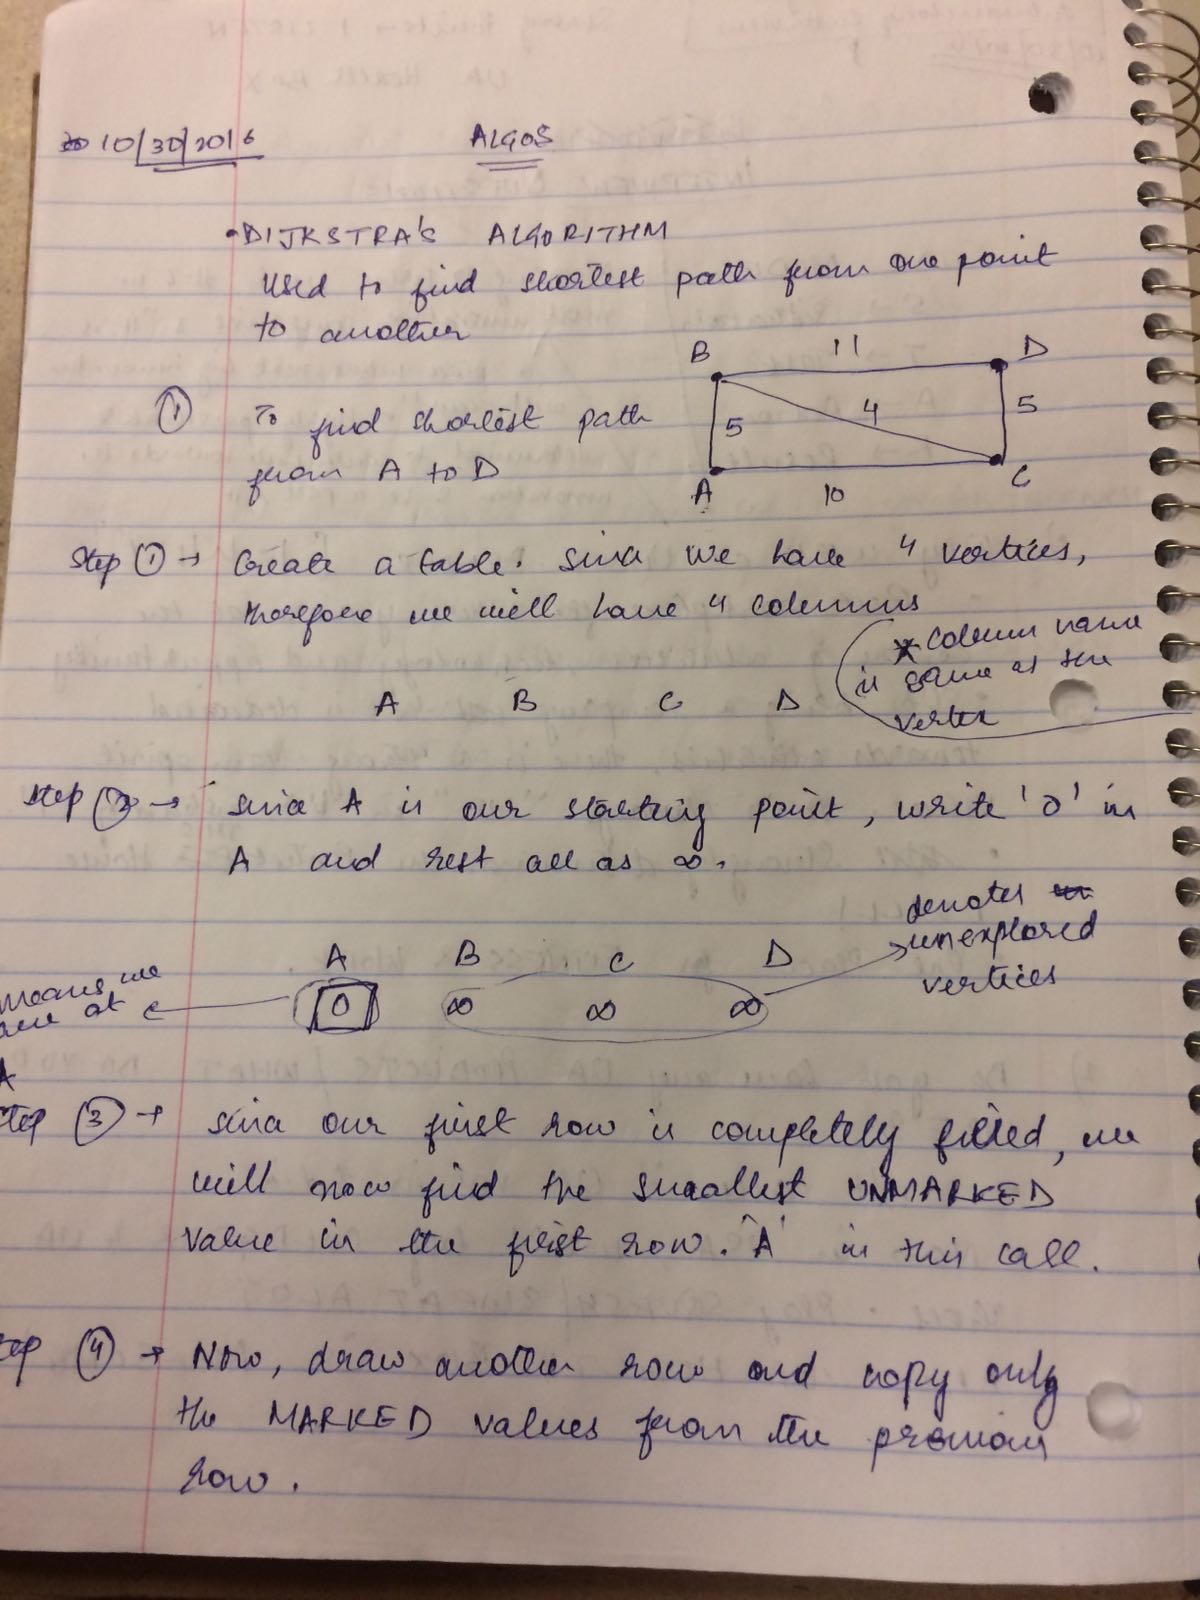 10/30/2016
ALGOS
• DIJKSTRA'S ALGORITHM
Used to find shortest path from one point
to another
B 11 D
5 4 5
A 10 C
① To find shortest path
from A to D
Step ① → Create a table. Since we have 4 vertices,
therefore we will have 4 columns
* Column name
is same as the
vertex
A B C D
Step ② → Since A is our starting point, write '0' in
A and rest all as ∞.
denotes
unexplored
vertices
A B C D
0 ∞ ∞ ∞
means we
are at
A
Step ③ → Since our first row is completely filled, we
will now find the smallest UNMARKED
value in the first row. 'A' in this case.
tep ④ → Now, draw another row and copy only
the MARKED values from the previous
row.